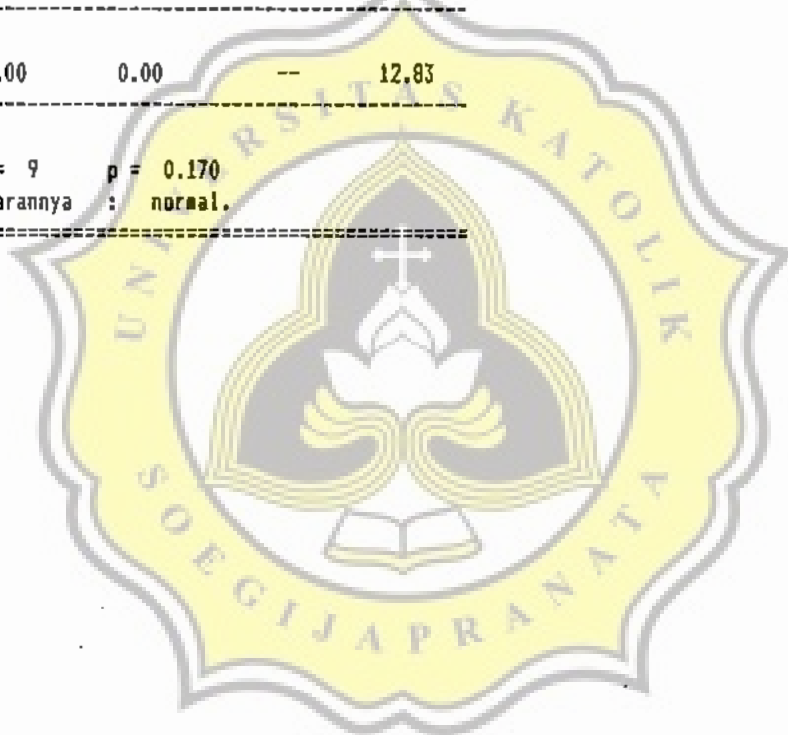 .00 0.00 -- 12.83
= 9 p = 0.170
arannya : normal.
UNIVERSITAS KATOLIK
SOEGIJAPRANATA